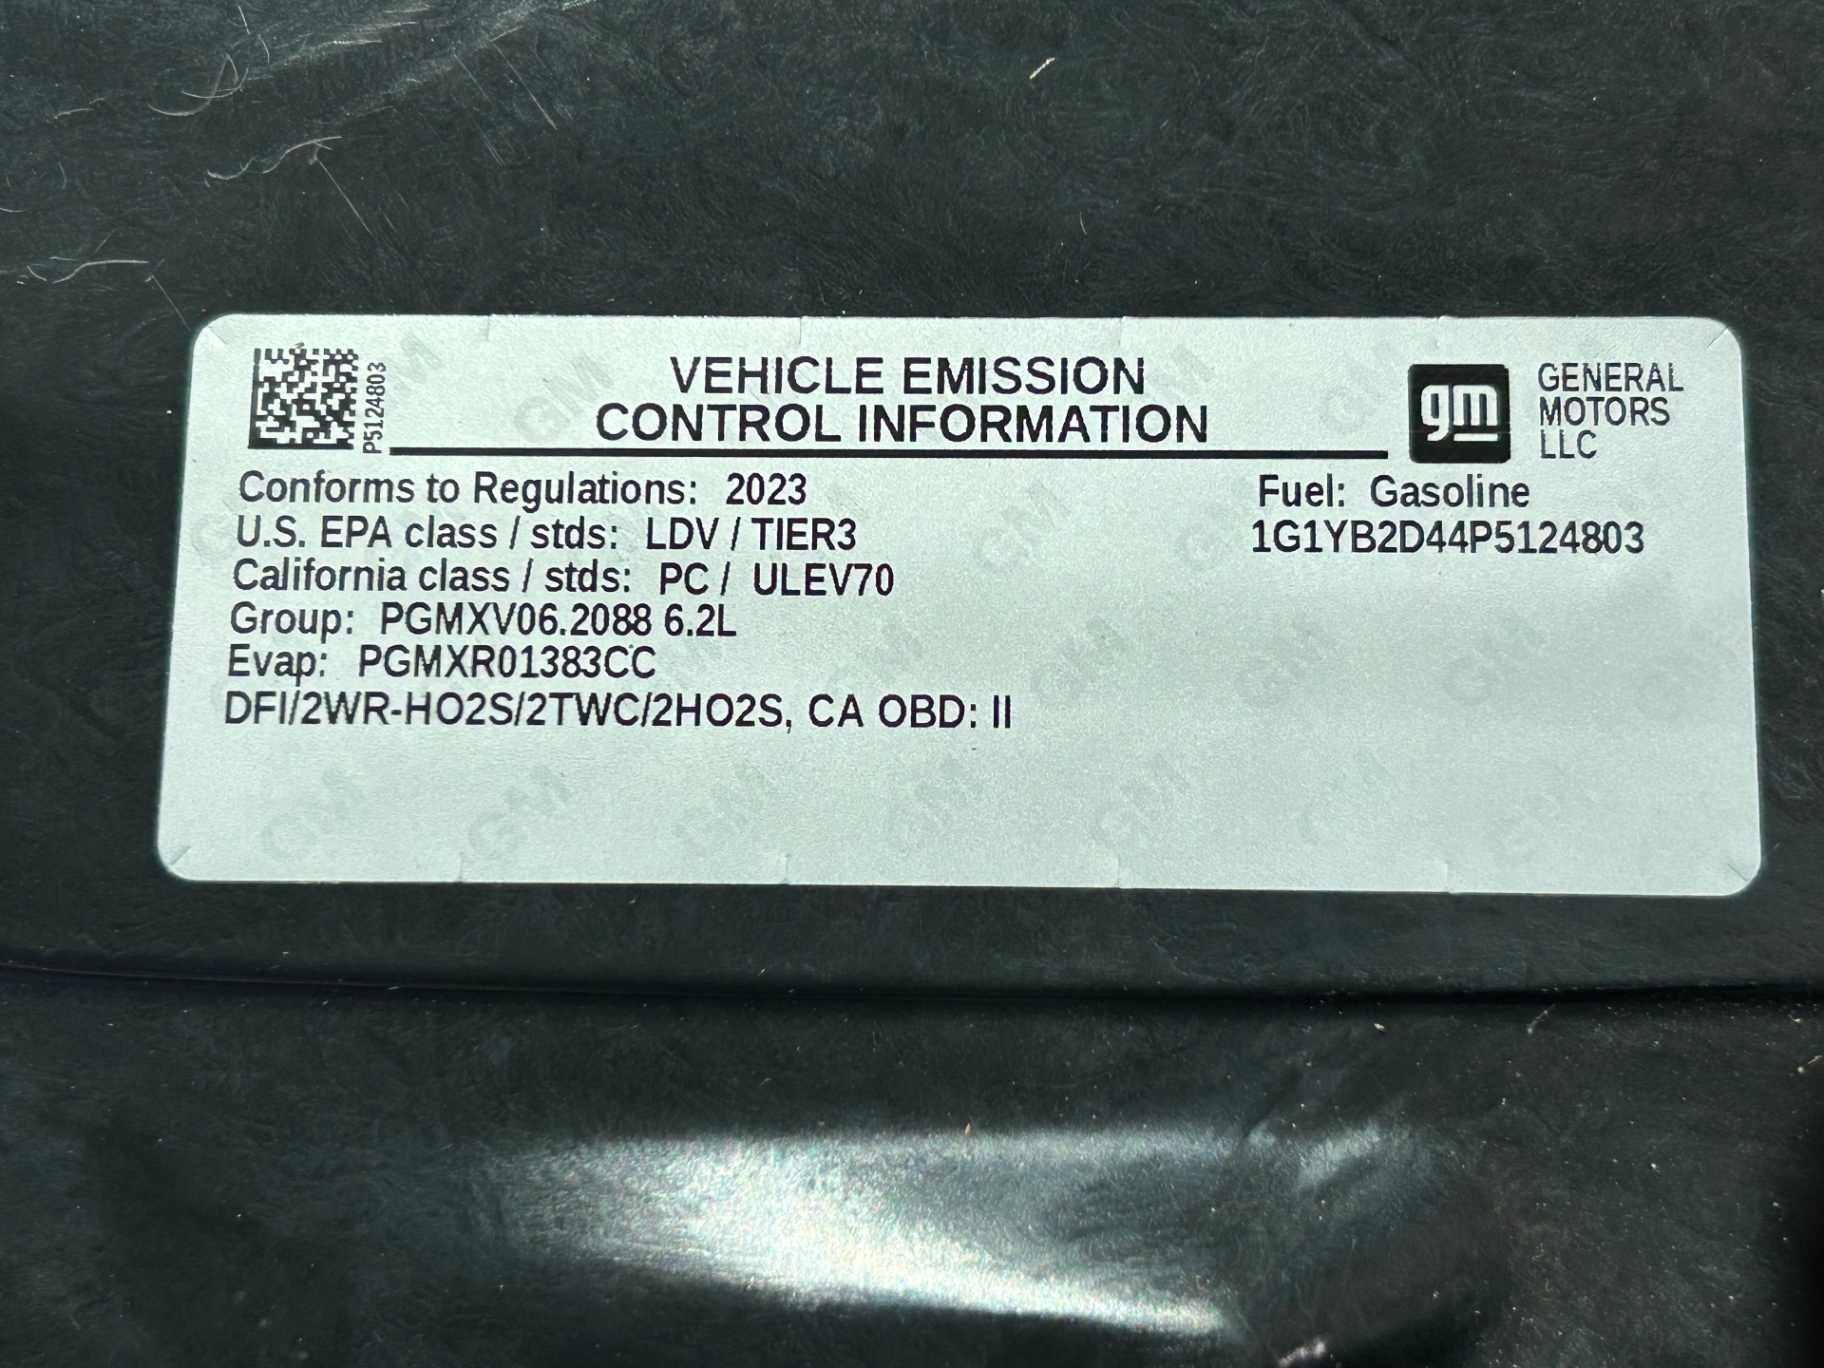 P5124803
VEHICLE EMISSION
CONTROL INFORMATION
gm
GENERAL
MOTORS
LLC
Conforms to Regulations: 2023
U.S. EPA class / stds: LDV / TIER3
California class / stds: PC / ULEV70
Group: PGMXV06.2088 6.2L
Evap: PGMXR01383CC
DFI/2WR-HO2S/2TWC/2HO2S, CA OBD: II
Fuel: Gasoline
1G1YB2D44P5124803